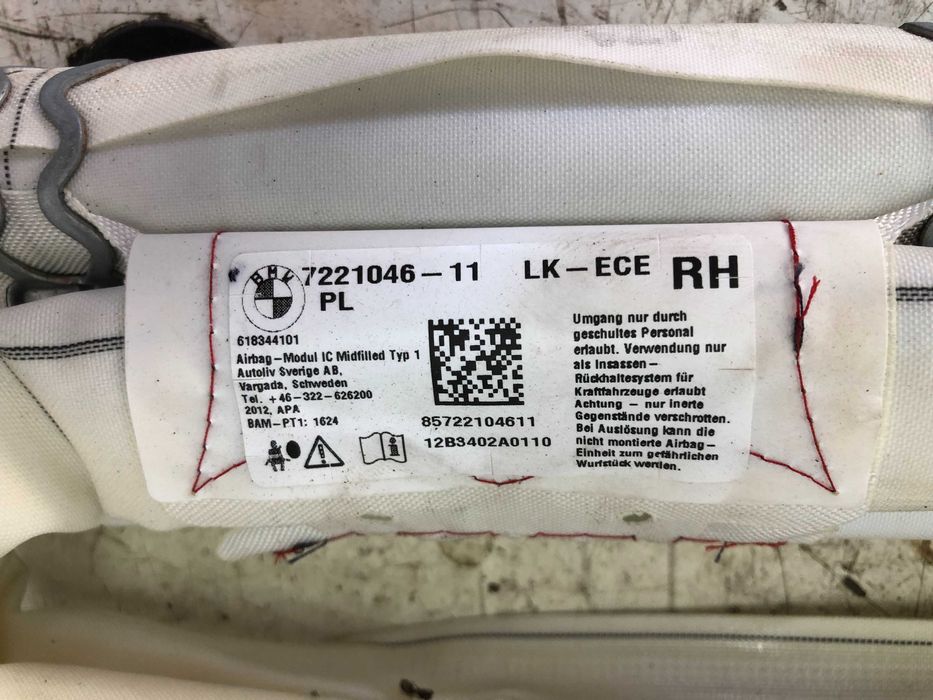 BMW
7221046-11 LK-ECE RH
PL
618344101
Airbag-Modul IC Midfilled Typ 1
Autoliv Sverige AB,
Vargada, Schweden
Tel. +46-322-626200
2012, APA
BAM-PT1: 1624
85722104611
12B3402A0110
Umgang nur durch
geschultes Personal
erlaubt. Verwendung nur
als Insassen-
Rückhaltesystem für
Kraftfahrzeuge erlaubt
Achtung - nur inerte
Gegenstände verschrotten.
Bei Auslösung kann die
nicht montierte Airbag-
Einheit zum gefährlichen
Wurfstück werden.